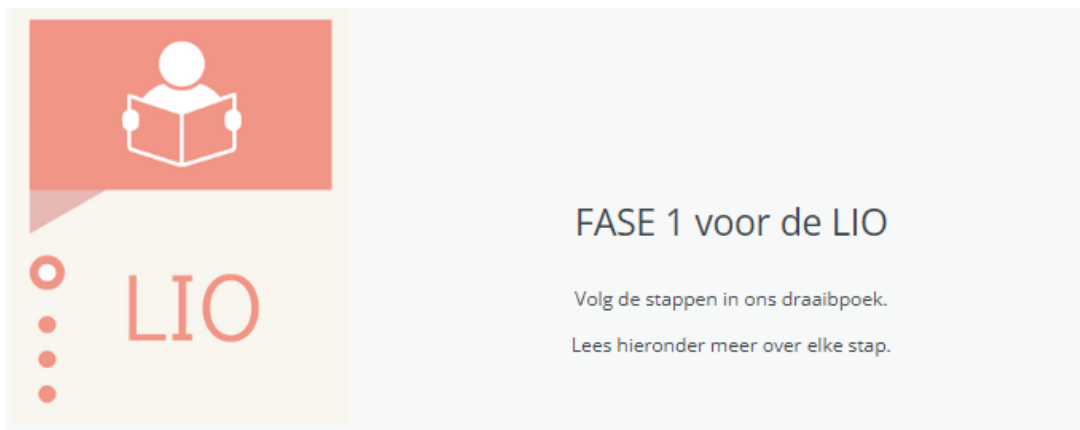 LIO
FASE 1 voor de LIO
Volg de stappen in ons draaibpoek.
Lees hieronder meer over elke stap.